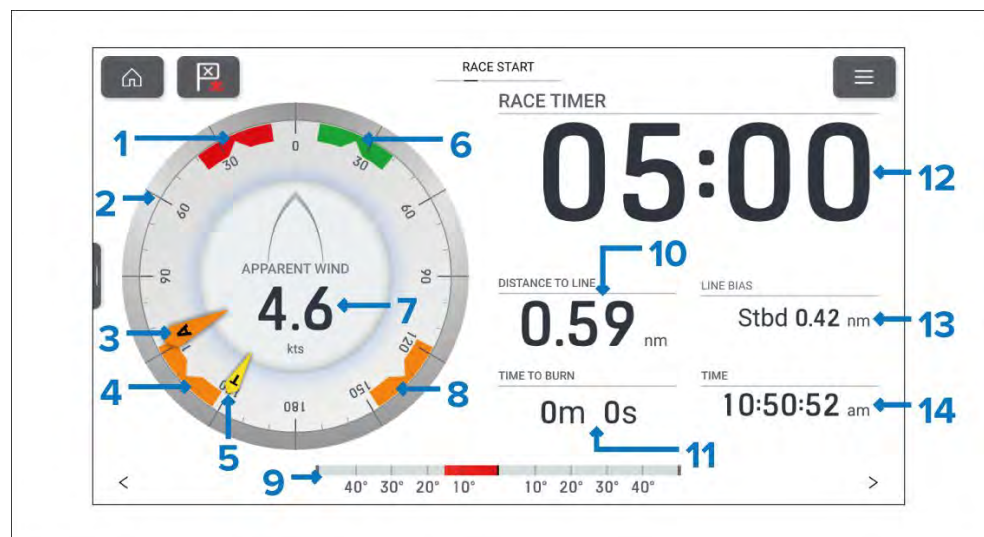 RACE START
RACE TIMER
05:00
12
1
6
0
30
30
2
60
60
10
90
90
APPARENT WIND
4.6
kts
7
DISTANCE TO LINE
0.59 nm
LINE BIAS
Stbd 0.42 nm
13
3
A
120
4
T
150
8
180
5
TIME TO BURN
0m 0s
11
TIME
10:50:52 am
14
9
40° 30° 20° 10° 10° 20° 30° 40°
<
>